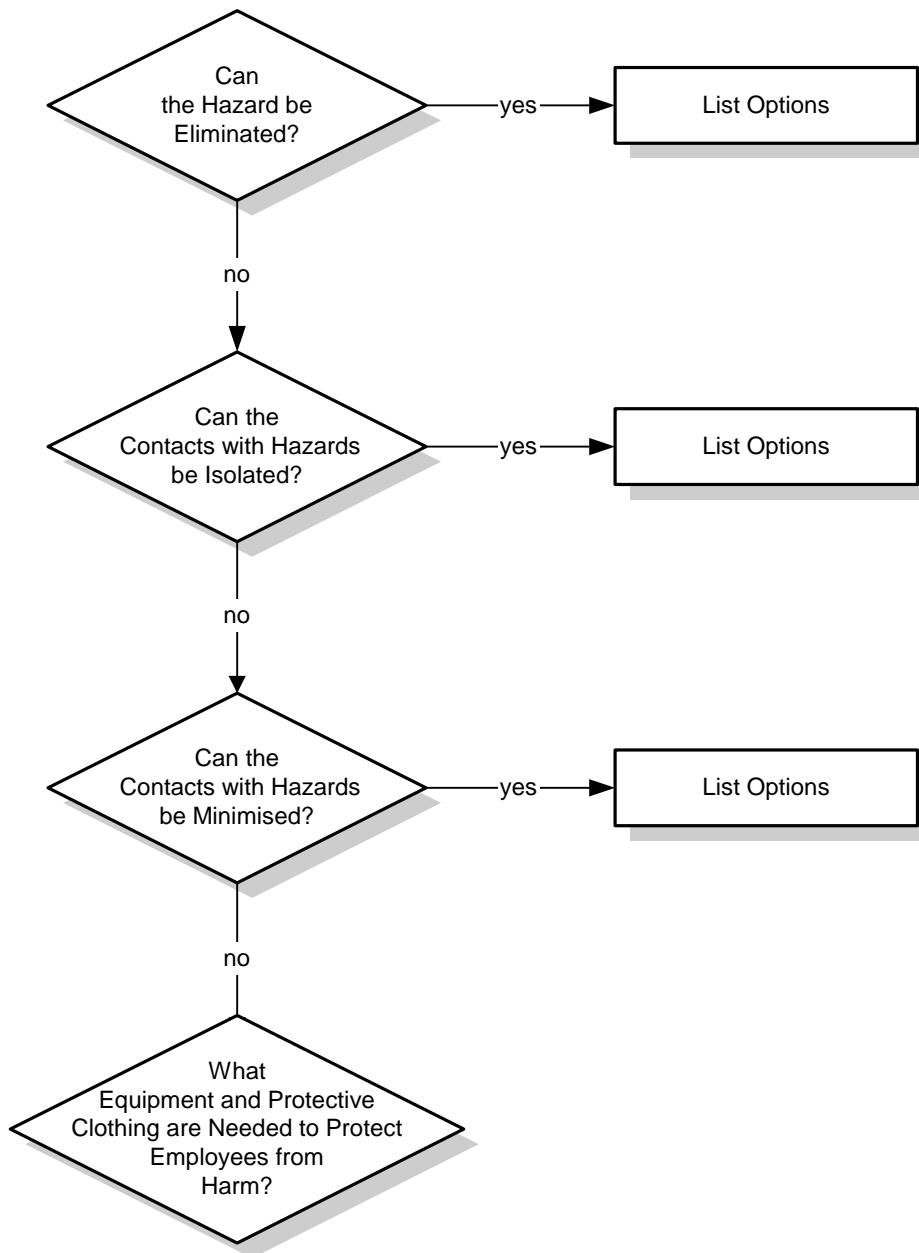 Can
the Hazard be
Eliminated?
yes
List Options
no
Can the
Contacts with Hazards
be Isolated?
yes
List Options
no
Can the
Contacts with Hazards
be Minimised?
yes
List Options
no
What
Equipment and Protective
Clothing are Needed to Protect
Employees from
Harm?